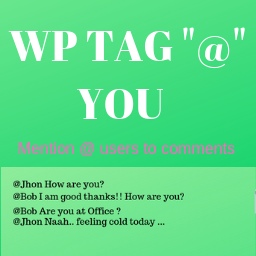 WP TAG "@"
YOU
Mention @ users to comments
@Jhon How are you?
@Bob I am good thanks!! How are you?
@Bob Are you at Office ?
@Jhon Naah.. feeling cold today ...